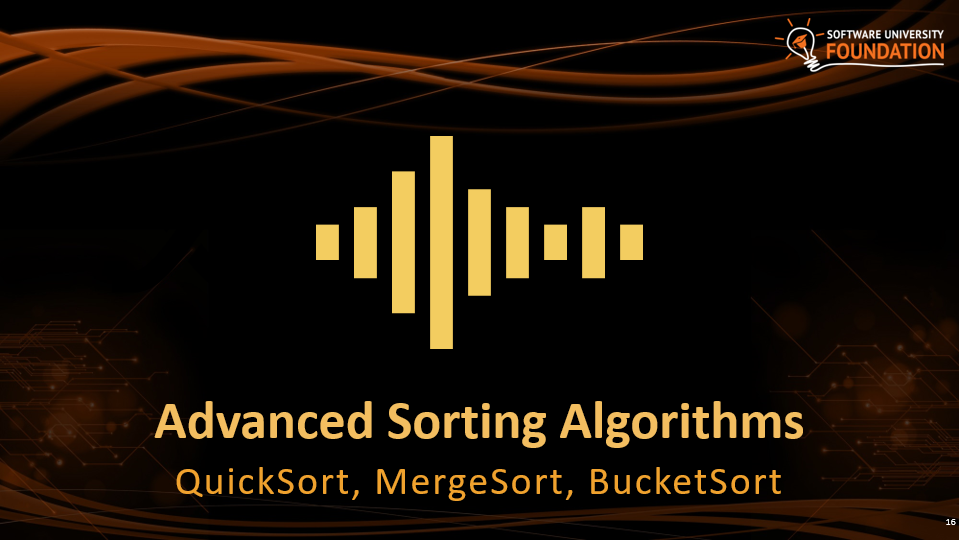 SOFTWARE UNIVERSITY
FOUNDATION
Advanced Sorting Algorithms
QuickSort, MergeSort, BucketSort
16